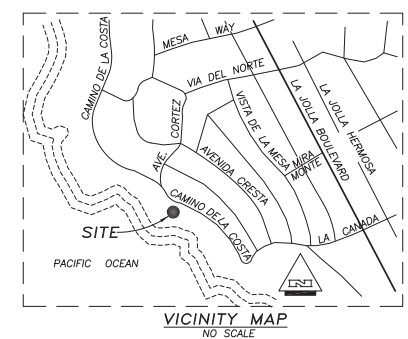 MESA WAY
CAMINO DE LA COSTA
VIA DEL NORTE
LA JOLLA BOULEVARD
LA JOLLA HERMOSA
AVE. CORTEZ
VISTA DE LA MESA
MIRA MONTE
AVENIDA CRESTA
CAMINO DE LA COSTA
LA CANADA
SITE
PACIFIC OCEAN
N
VICINITY MAP
NO SCALE